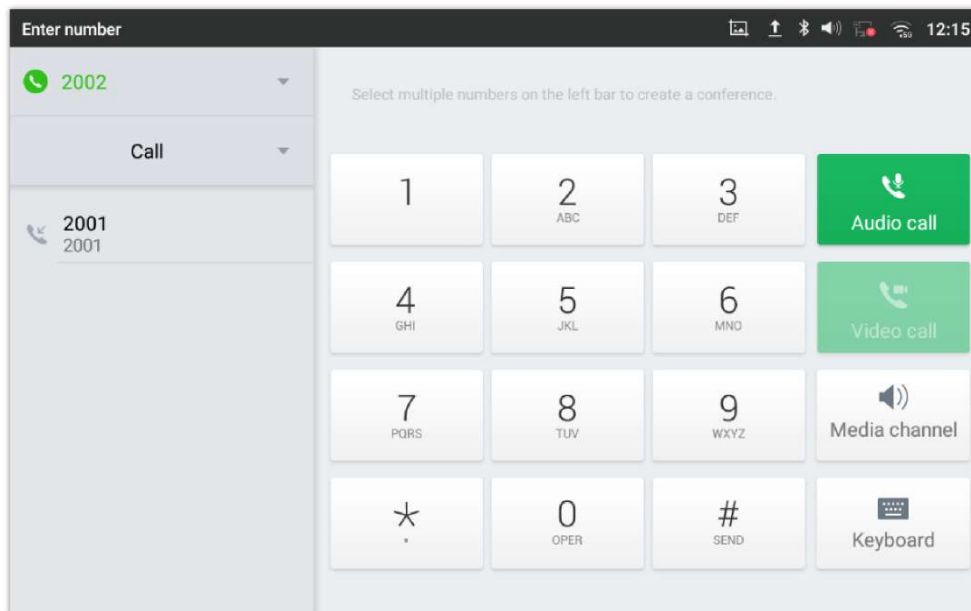 Enter number
12:15
2002
Call
2001
2001
Select multiple numbers on the left bar to create a conference.
1
2
ABC
3
DEF
Audio call
4
GHI
5
JKL
6
MNO
Video call
7
PQRS
8
TUV
9
WXYZ
Media channel
*
0
OPER
#
SEND
Keyboard